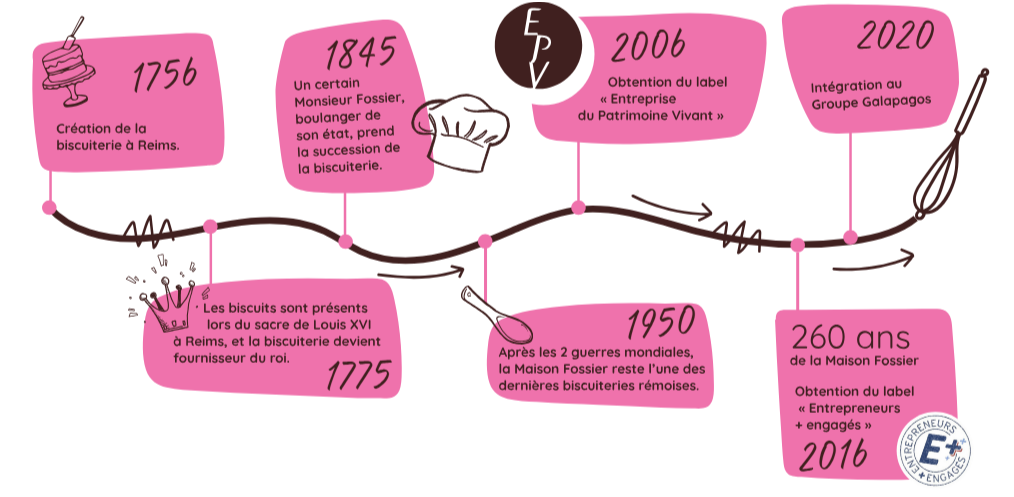 1756
Création de la
biscuiterie à Reims.
Les biscuits sont présents
lors du sacre de Louis XVI
à Reims, et la biscuiterie devient
fournisseur du roi.
1775
1845
Un certain
Monsieur Fossier,
boulanger de
son état, prend
la succession de
la biscuiterie.
1950
Après les 2 guerres mondiales,
la Maison Fossier reste l'une des
dernières biscuiteries rémoises.
E
P
V
2006
Obtention du label
« Entreprise
du Patrimoine Vivant »
260 ans
de la Maison Fossier
Obtention du label
« Entrepreneurs
+ engagés »
2016
ENTREPRENEURS
E+
+ENGAGÉS
2020
Intégration au
Groupe Galapagos